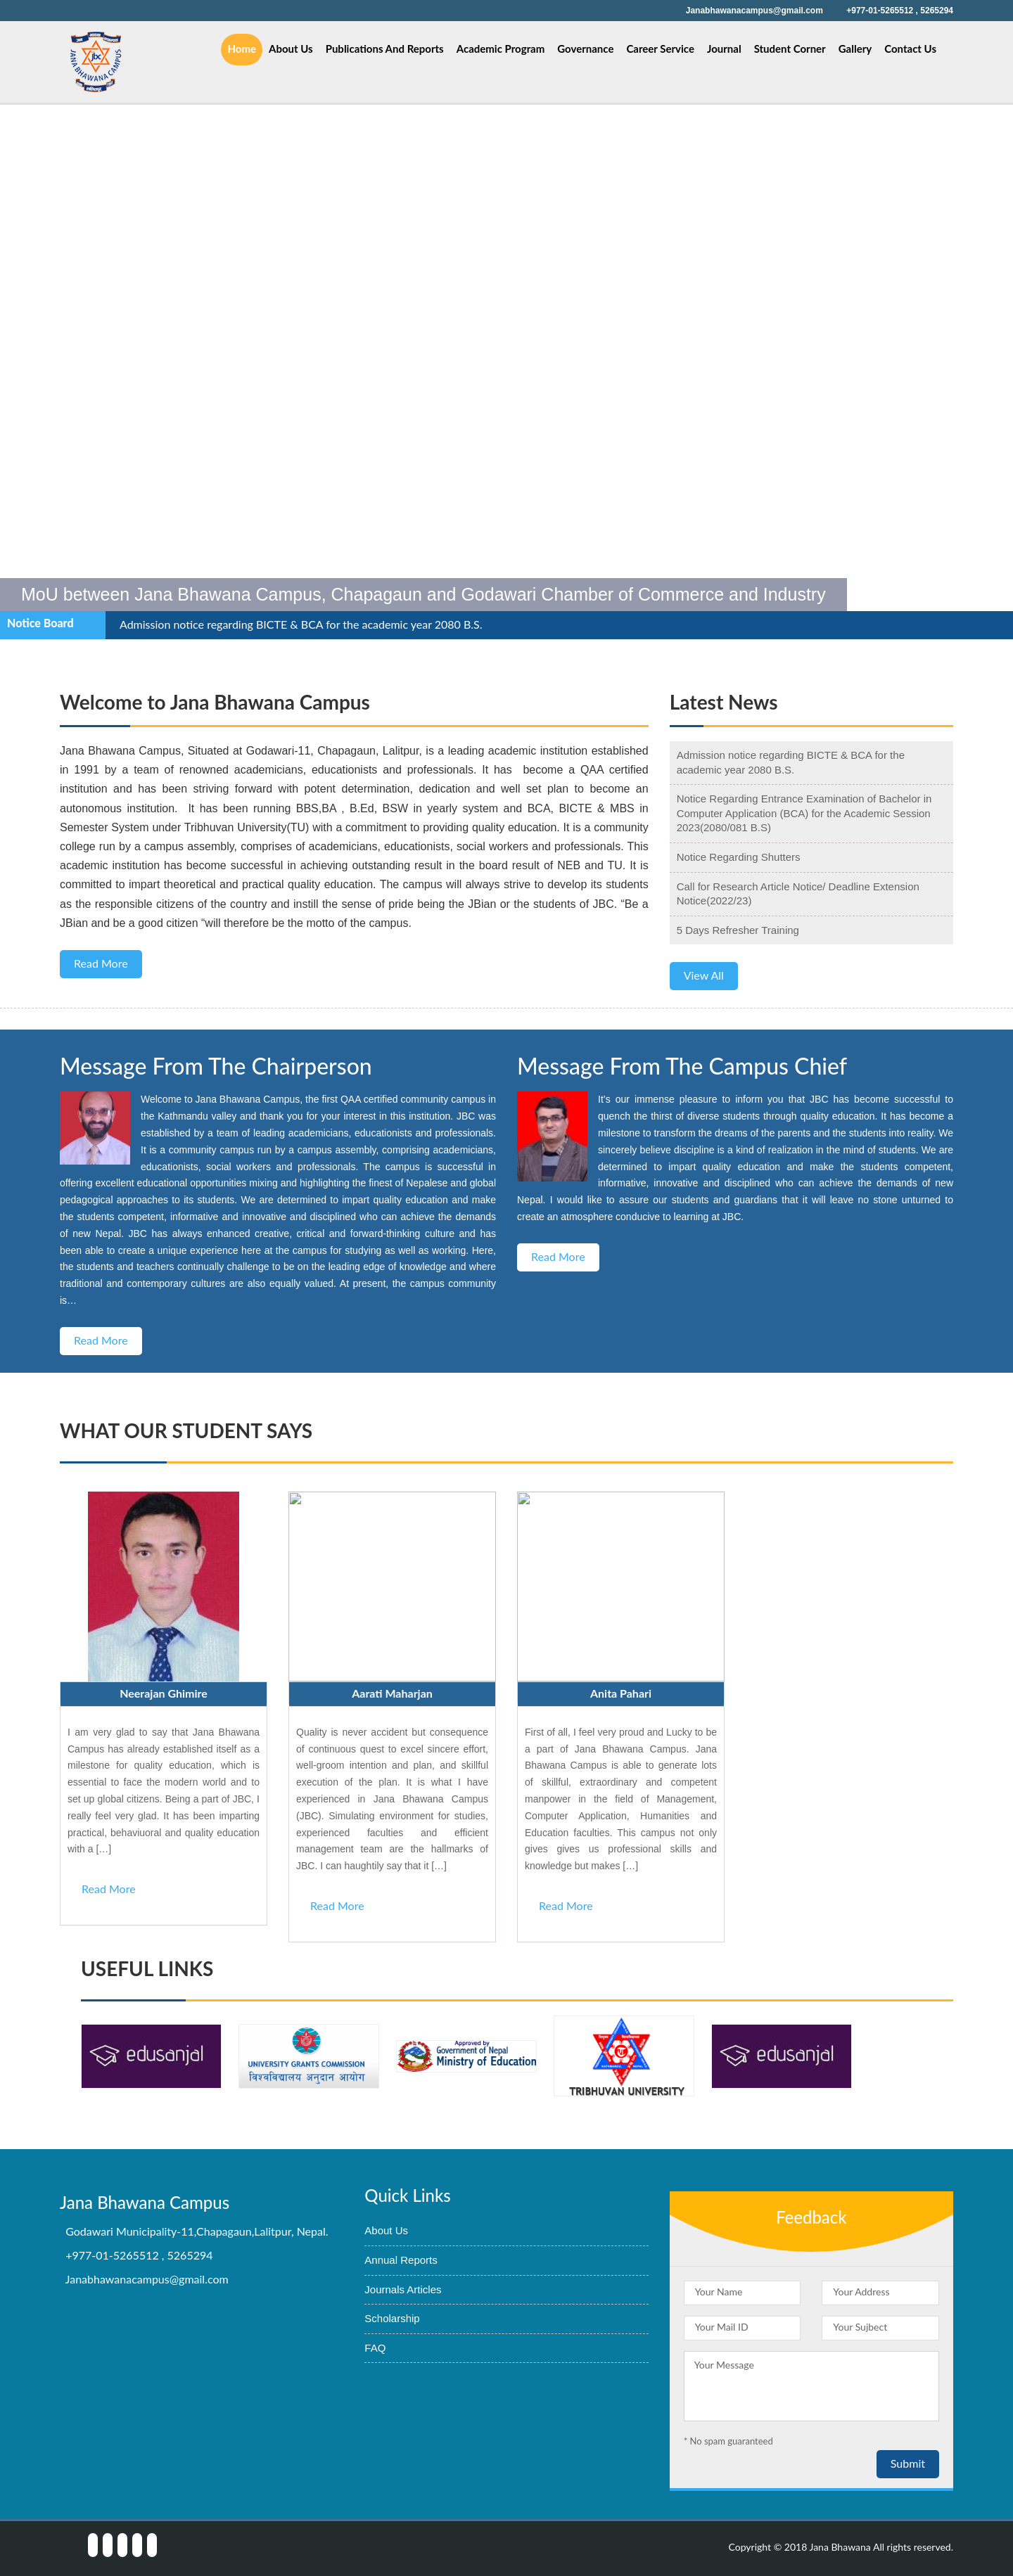 Janabhawanacampus@gmail.com +977-01-5265512 , 5265294
JANA BHAWANA CAMPUS
Home About Us Publications And Reports Academic Program Governance Career Service Journal Student Corner Gallery Contact Us
MoU between Jana Bhawana Campus, Chapagaun and Godawari Chamber of Commerce and Industry
Notice Board Admission notice regarding BICTE & BCA for the academic year 2080 B.S.
Welcome to Jana Bhawana Campus
Jana Bhawana Campus, Situated at Godawari-11, Chapagaun, Lalitpur, is a leading academic institution established
in 1991 by a team of renowned academicians, educationists and professionals. It has become a QAA certified
institution and has been striving forward with potent determination, dedication and well set plan to become an
autonomous institution. It has been running BBS,BA , B.Ed, BSW in yearly system and BCA, BICTE & MBS in
Semester System under Tribhuvan University(TU) with a commitment to providing quality education. It is a community
college run by a campus assembly, comprises of academicians, educationists, social workers and professionals. This
academic institution has become successful in achieving outstanding result in the board result of NEB and TU. It is
committed to impart theoretical and practical quality education. The campus will always strive to develop its students
as the responsible citizens of the country and instill the sense of pride being the JBian or the students of JBC. “Be a
JBian and be a good citizen “will therefore be the motto of the campus.
Read More
Latest News
Admission notice regarding BICTE & BCA for the
academic year 2080 B.S.
Notice Regarding Entrance Examination of Bachelor in
Computer Application (BCA) for the Academic Session
2023(2080/081 B.S)
Notice Regarding Shutters
Call for Research Article Notice/ Deadline Extension
Notice(2022/23)
5 Days Refresher Training
View All
Message From The Chairperson
Welcome to Jana Bhawana Campus, the first QAA certified community campus in
the Kathmandu valley and thank you for your interest in this institution. JBC was
established by a team of leading academicians, educationists and professionals.
It is a community campus run by a campus assembly, comprising academicians,
educationists, social workers and professionals. The campus is successful in
offering excellent educational opportunities mixing and highlighting the finest of Nepalese and global
pedagogical approaches to its students. We are determined to impart quality education and make
the students competent, informative and innovative and disciplined who can achieve the demands
of new Nepal. JBC has always enhanced creative, critical and forward-thinking culture and has
been able to create a unique experience here at the campus for studying as well as working. Here,
the students and teachers continually challenge to be on the leading edge of knowledge and where
traditional and contemporary cultures are also equally valued. At present, the campus community
is…
Read More
Message From The Campus Chief
It's our immense pleasure to inform you that JBC has become successful to
quench the thirst of diverse students through quality education. It has become a
milestone to transform the dreams of the parents and the students into reality. We
sincerely believe discipline is a kind of realization in the mind of students. We are
determined to impart quality education and make the students competent,
informative, innovative and disciplined who can achieve the demands of new
Nepal. I would like to assure our students and guardians that it will leave no stone unturned to
create an atmosphere conducive to learning at JBC.
Read More
WHAT OUR STUDENT SAYS
Neerajan Ghimire
I am very glad to say that Jana Bhawana
Campus has already established itself as a
milestone for quality education, which is
essential to face the modern world and to
set up global citizens. Being a part of JBC, I
really feel very glad. It has been imparting
practical, behaviuoral and quality education
with a […]
Read More
Aarati Maharjan
Quality is never accident but consequence
of continuous quest to excel sincere effort,
well-groom intention and plan, and skillful
execution of the plan. It is what I have
experienced in Jana Bhawana Campus
(JBC). Simulating environment for studies,
experienced faculties and efficient
management team are the hallmarks of
JBC. I can haughtily say that it […]
Read More
Anita Pahari
First of all, I feel very proud and Lucky to be
a part of Jana Bhawana Campus. Jana
Bhawana Campus is able to generate lots
of skillful, extraordinary and competent
manpower in the field of Management,
Computer Application, Humanities and
Education faculties. This campus not only
gives gives us professional skills and
knowledge but makes […]
Read More
USEFUL LINKS
edusanjal
UNIVERSITY GRANTS COMMISSION
विश्वविद्यालय अनुदान आयोग
Approved by
Government of Nepal
Ministry of Education
TRIBHUVAN UNIVERSITY
edusanjal
Jana Bhawana Campus
Godawari Municipality-11,Chapagaun,Lalitpur, Nepal.
+977-01-5265512 , 5265294
Janabhawanacampus@gmail.com
Quick Links
About Us
Annual Reports
Journals Articles
Scholarship
FAQ
Feedback
Your Name Your Address
Your Mail ID Your Sujbect
Your Message
* No spam guaranteed
Submit
Copyright © 2018 Jana Bhawana All rights reserved.